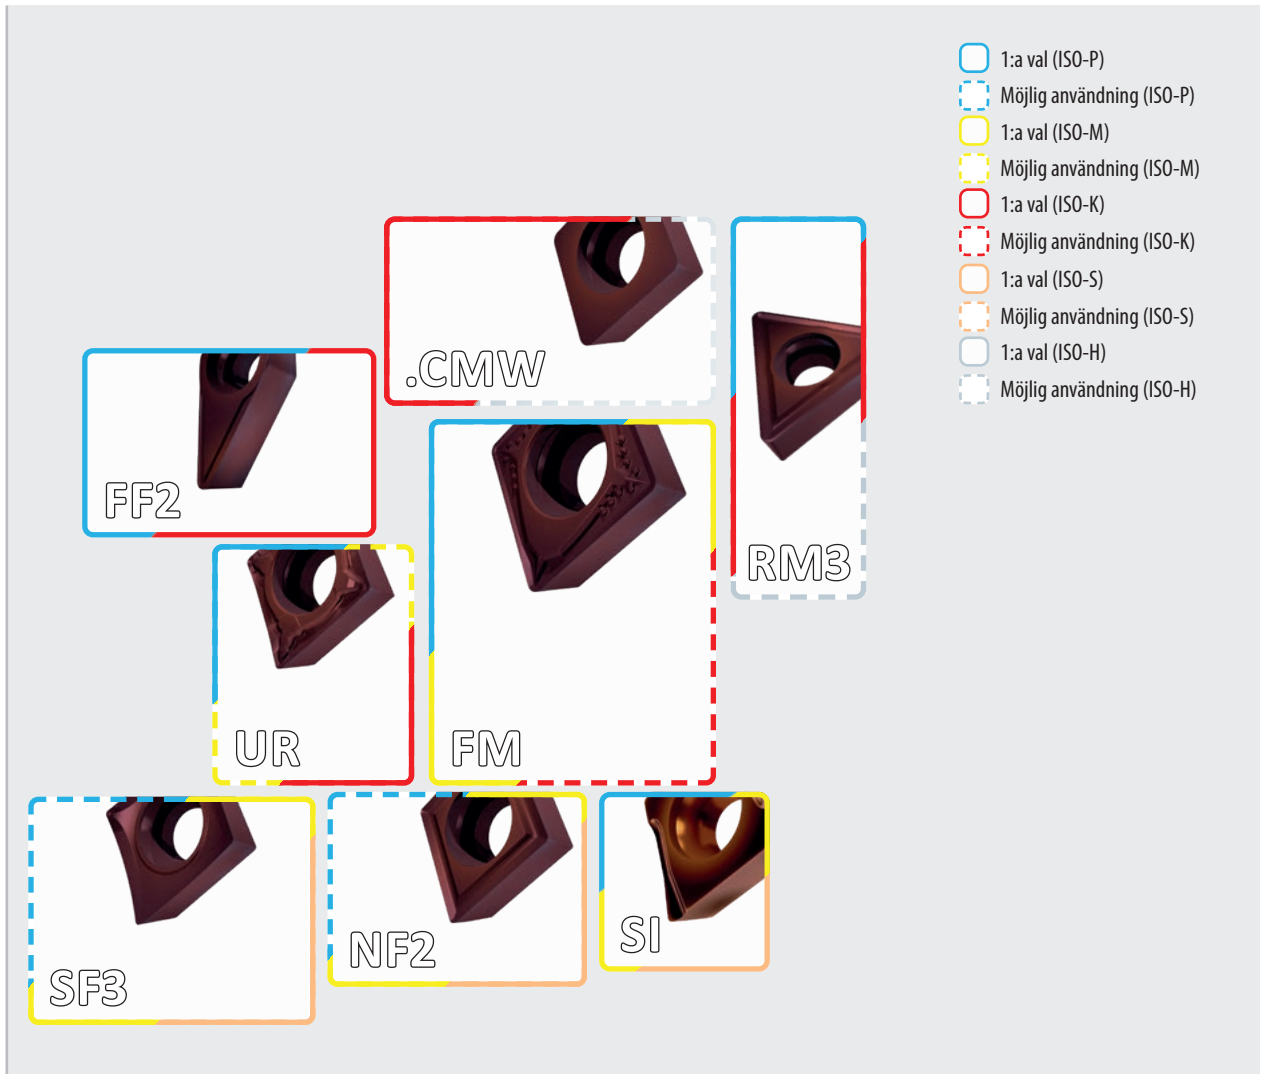 1:a val (ISO-P)
Möjlig användning (ISO-P)
1:a val (ISO-M)
Möjlig användning (ISO-M)
1:a val (ISO-K)
Möjlig användning (ISO-K)
1:a val (ISO-S)
Möjlig användning (ISO-S)
1:a val (ISO-H)
Möjlig användning (ISO-H)
.CMW
FF2
RM3
UR
FM
SF3
NF2
SI